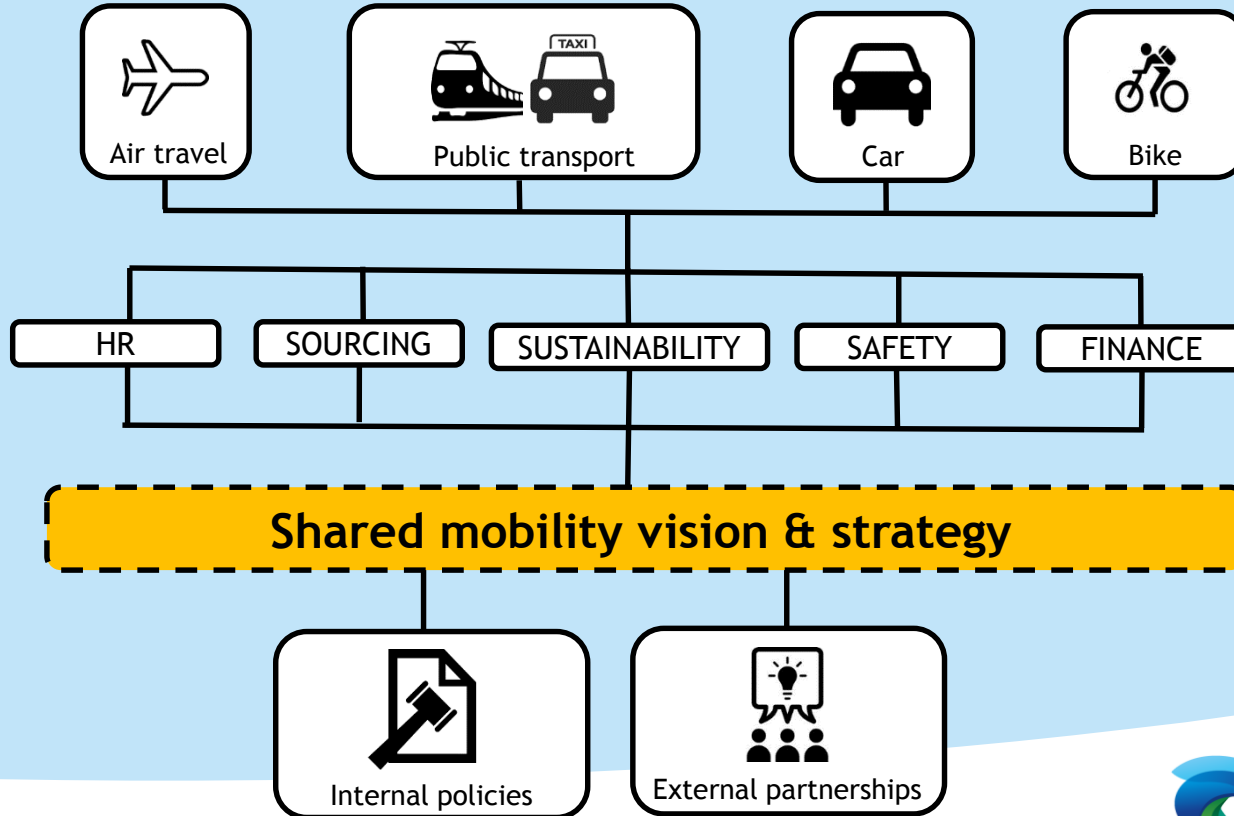 TAXI
Air travel
Public transport
Car
Bike
HR
SOURCING
SUSTAINABILITY
SAFETY
FINANCE
Shared mobility vision & strategy
Internal policies
External partnerships